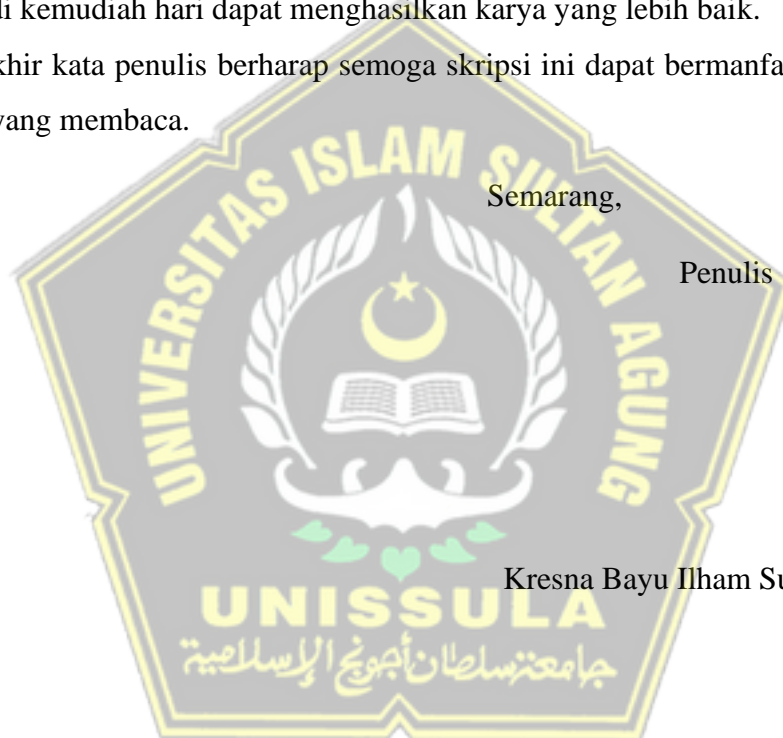 di kemudiah hari dapat menghasilkan karya yang lebih baik.
khir kata penulis berharap semoga skripsi ini dapat bermanfa
yang membaca.
Semarang,
Penulis
Kresna Bayu Ilham Su
UNIVERSITAS ISLAM SULTAN AGUNG
UNISSULA
جامعة سلطان أجونج الإسلامية